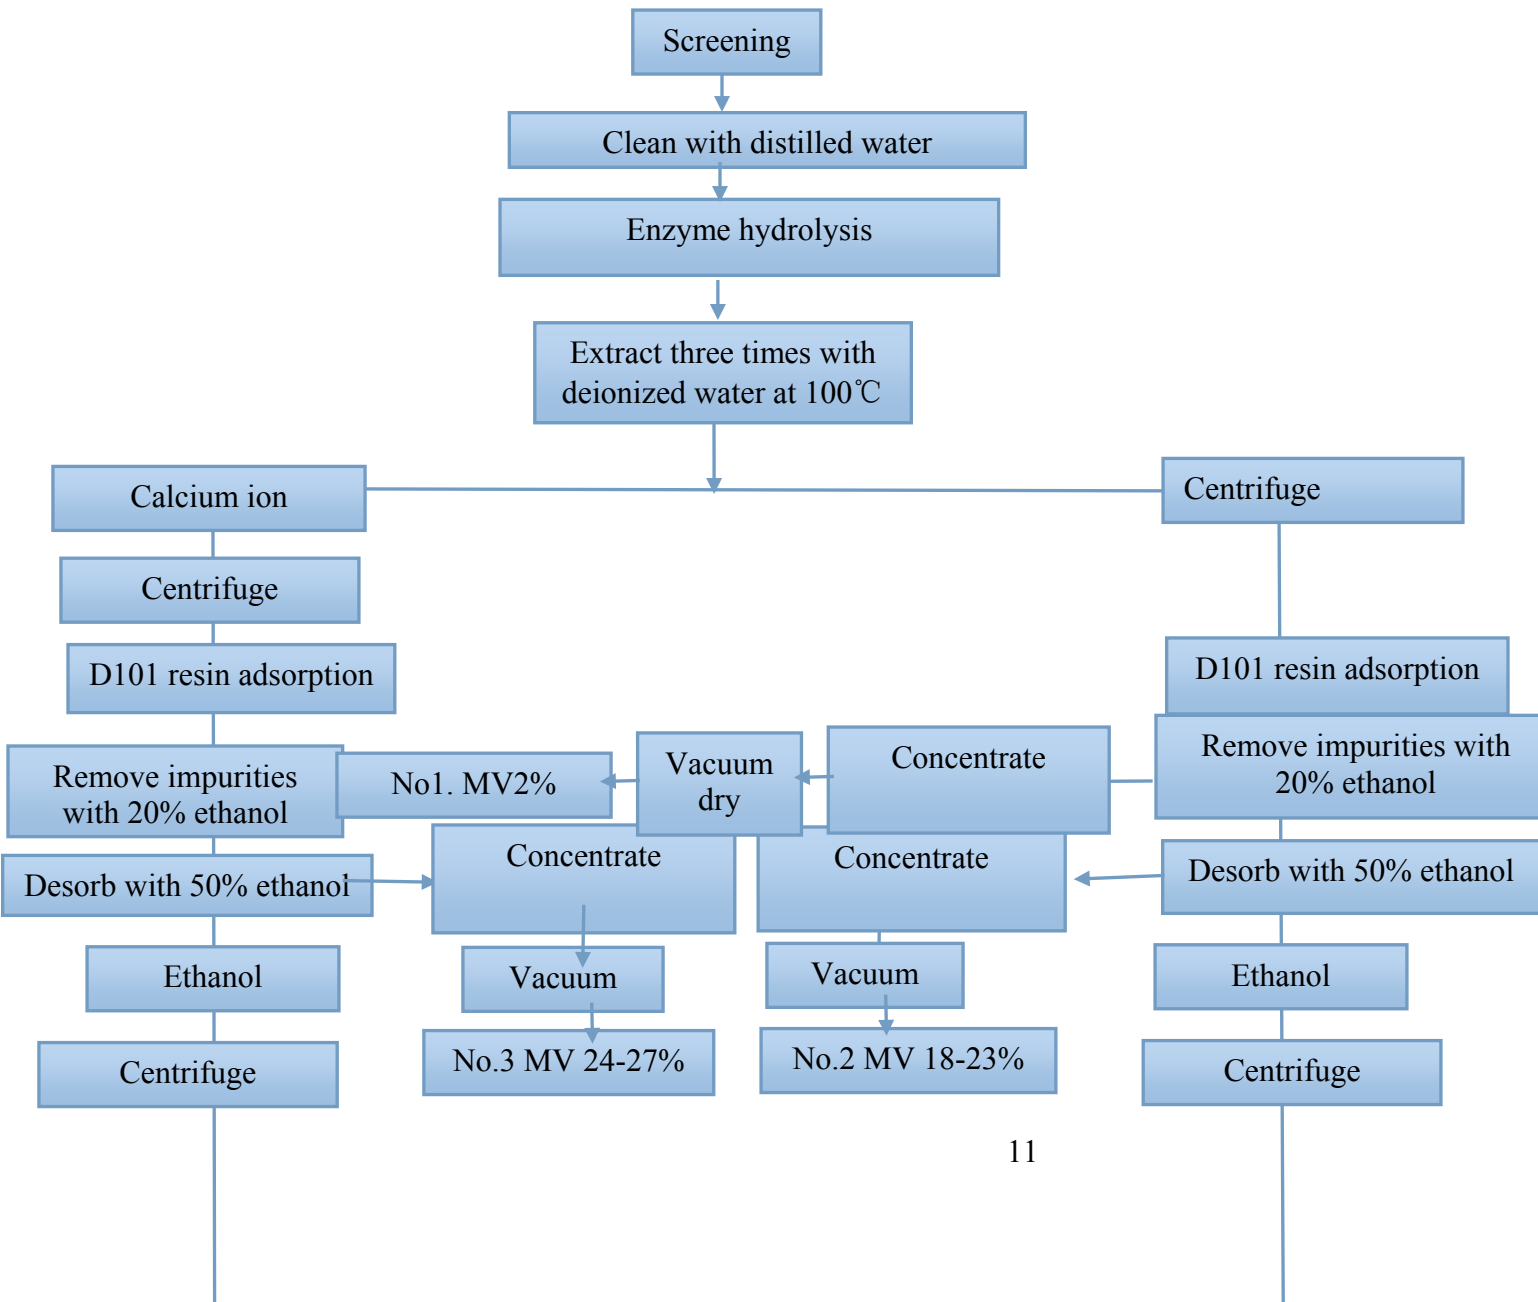 Screening
Clean with distilled water
Enzyme hydrolysis
Extract three times with
deionized water at 100℃
Calcium ion
Centrifuge
Centrifuge
D101 resin adsorption
D101 resin adsorption
Remove impurities
with 20% ethanol
No1. MV2%
Vacuum
dry
Concentrate
Remove impurities with
20% ethanol
Desorb with 50% ethanol
Concentrate
Concentrate
Desorb with 50% ethanol
Ethanol
Vacuum
Vacuum
Ethanol
Centrifuge
No.3 MV 24-27%
No.2 MV 18-23%
Centrifuge
11